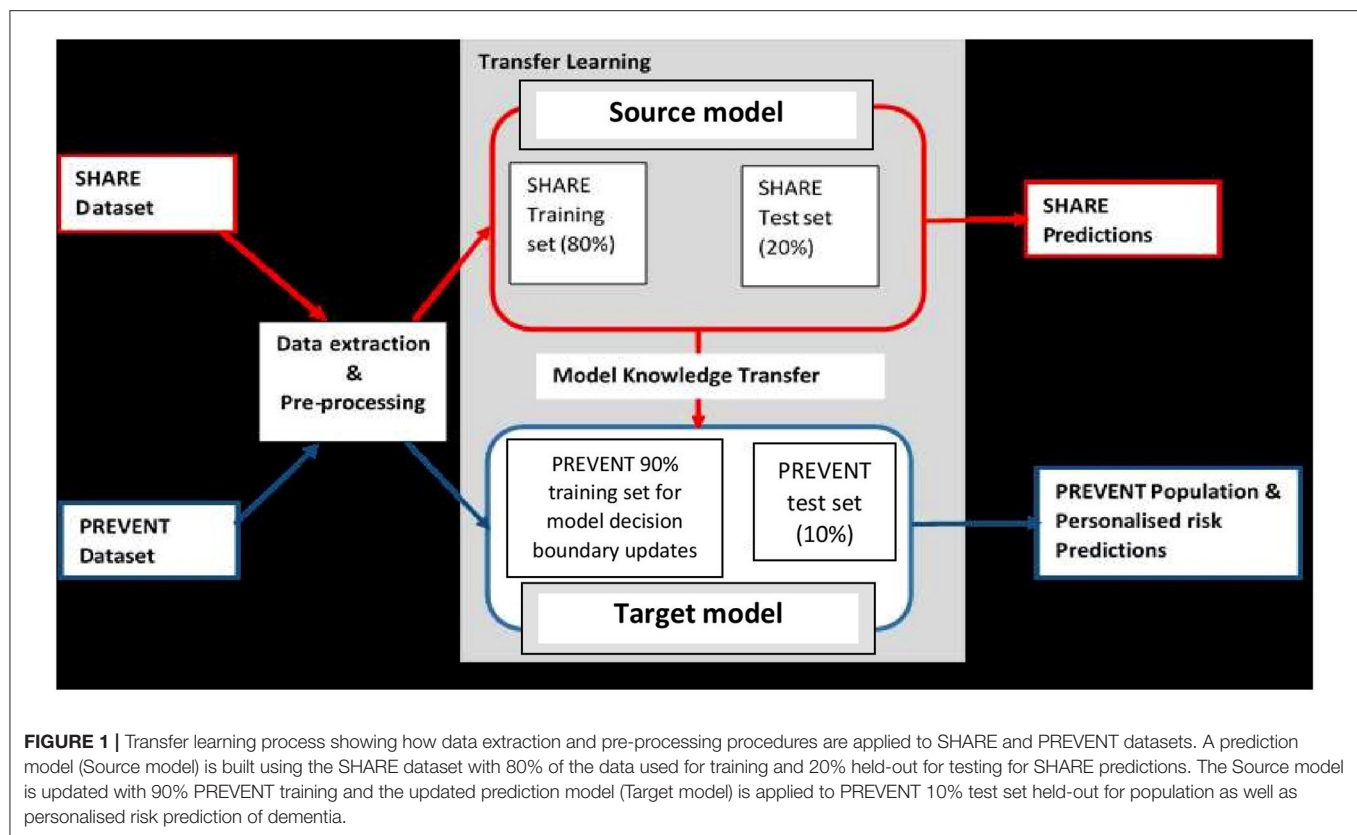 Transfer Learning
Source model
SHARE
Dataset
SHARE
Training
set (80%)
SHARE
Test set
(20%)
SHARE
Predictions
Data extraction
&
Pre-processing
Model Knowledge Transfer
PREVENT
Dataset
PREVENT 90%
training set for
model decision
boundary updates
PREVENT
test set
(10%)
PREVENT Population &
Personalised risk
Predictions
Target model
FIGURE 1 | Transfer learning process showing how data extraction and pre-processing procedures are applied to SHARE and PREVENT datasets. A prediction
model (Source model) is built using the SHARE dataset with 80% of the data used for training and 20% held-out for testing for SHARE predictions. The Source model
is updated with 90% PREVENT training and the updated prediction model (Target model) is applied to PREVENT 10% test set held-out for population as well as
personalised risk prediction of dementia.